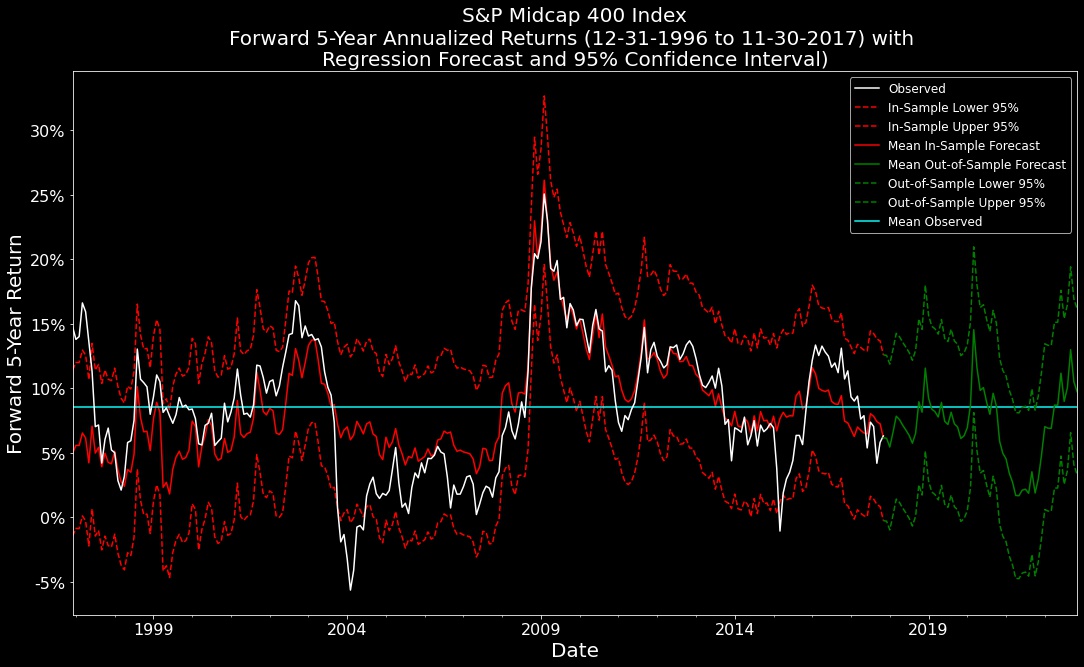 S&P Midcap 400 Index
Forward 5-Year Annualized Returns (12-31-1996 to 11-30-2017) with
Regression Forecast and 95% Confidence Interval)
Observed
In-Sample Lower 95%
In-Sample Upper 95%
Mean In-Sample Forecast
Mean Out-of-Sample Forecast
Out-of-Sample Lower 95%
Out-of-Sample Upper 95%
Mean Observed
Forward 5-Year Return
30%
25%
20%
15%
10%
5%
0%
-5%
1999
2004
2009
2014
2019
Date